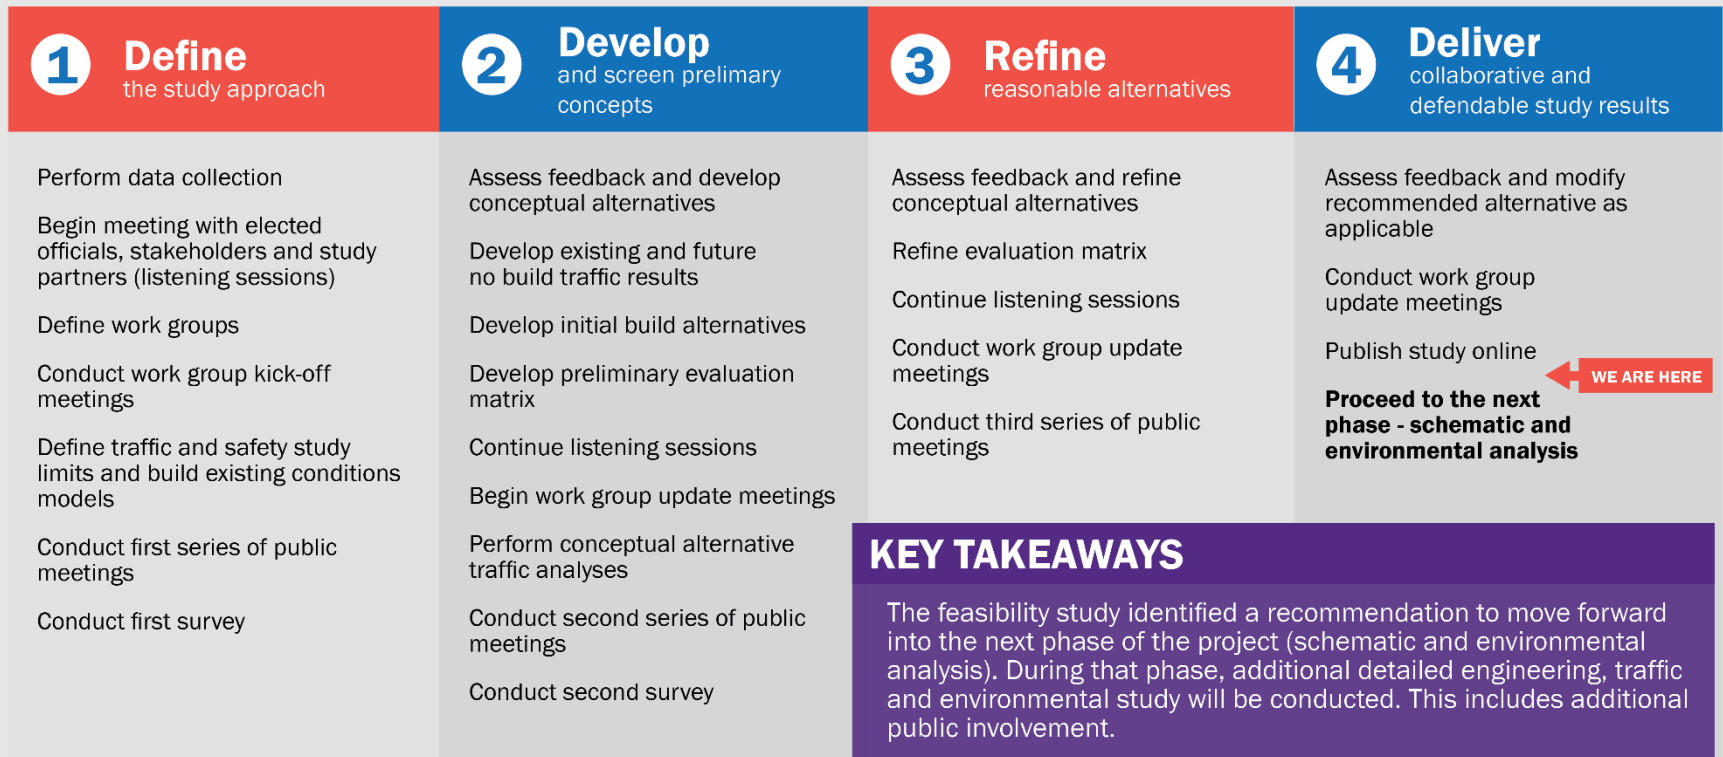 1
Define
the study approach
Perform data collection
Begin meeting with elected
officials, stakeholders and study
partners (listening sessions)
Define work groups
Conduct work group kick-off
meetings
Define traffic and safety study
limits and build existing conditions
models
Conduct first series of public
meetings
Conduct first survey
2
Develop
and screen prelimary
concepts
Assess feedback and develop
conceptual alternatives
Develop existing and future
no build traffic results
Develop initial build alternatives
Develop preliminary evaluation
matrix
Continue listening sessions
Begin work group update meetings
Perform conceptual alternative
traffic analyses
Conduct second series of public
meetings
Conduct second survey
3
Refine
reasonable alternatives
Assess feedback and refine
conceptual alternatives
Refine evaluation matrix
Continue listening sessions
Conduct work group update
meetings
Conduct third series of public
meetings
4
Deliver
collaborative and
defendable study results
Assess feedback and modify
recommended alternative as
applicable
Conduct work group
update meetings
Publish study online
WE ARE HERE
Proceed to the next
phase - schematic and
environmental analysis
KEY TAKEAWAYS
The feasibility study identified a recommendation to move forward
into the next phase of the project (schematic and environmental
analysis). During that phase, additional detailed engineering, traffic
and environmental study will be conducted. This includes additional
public involvement.